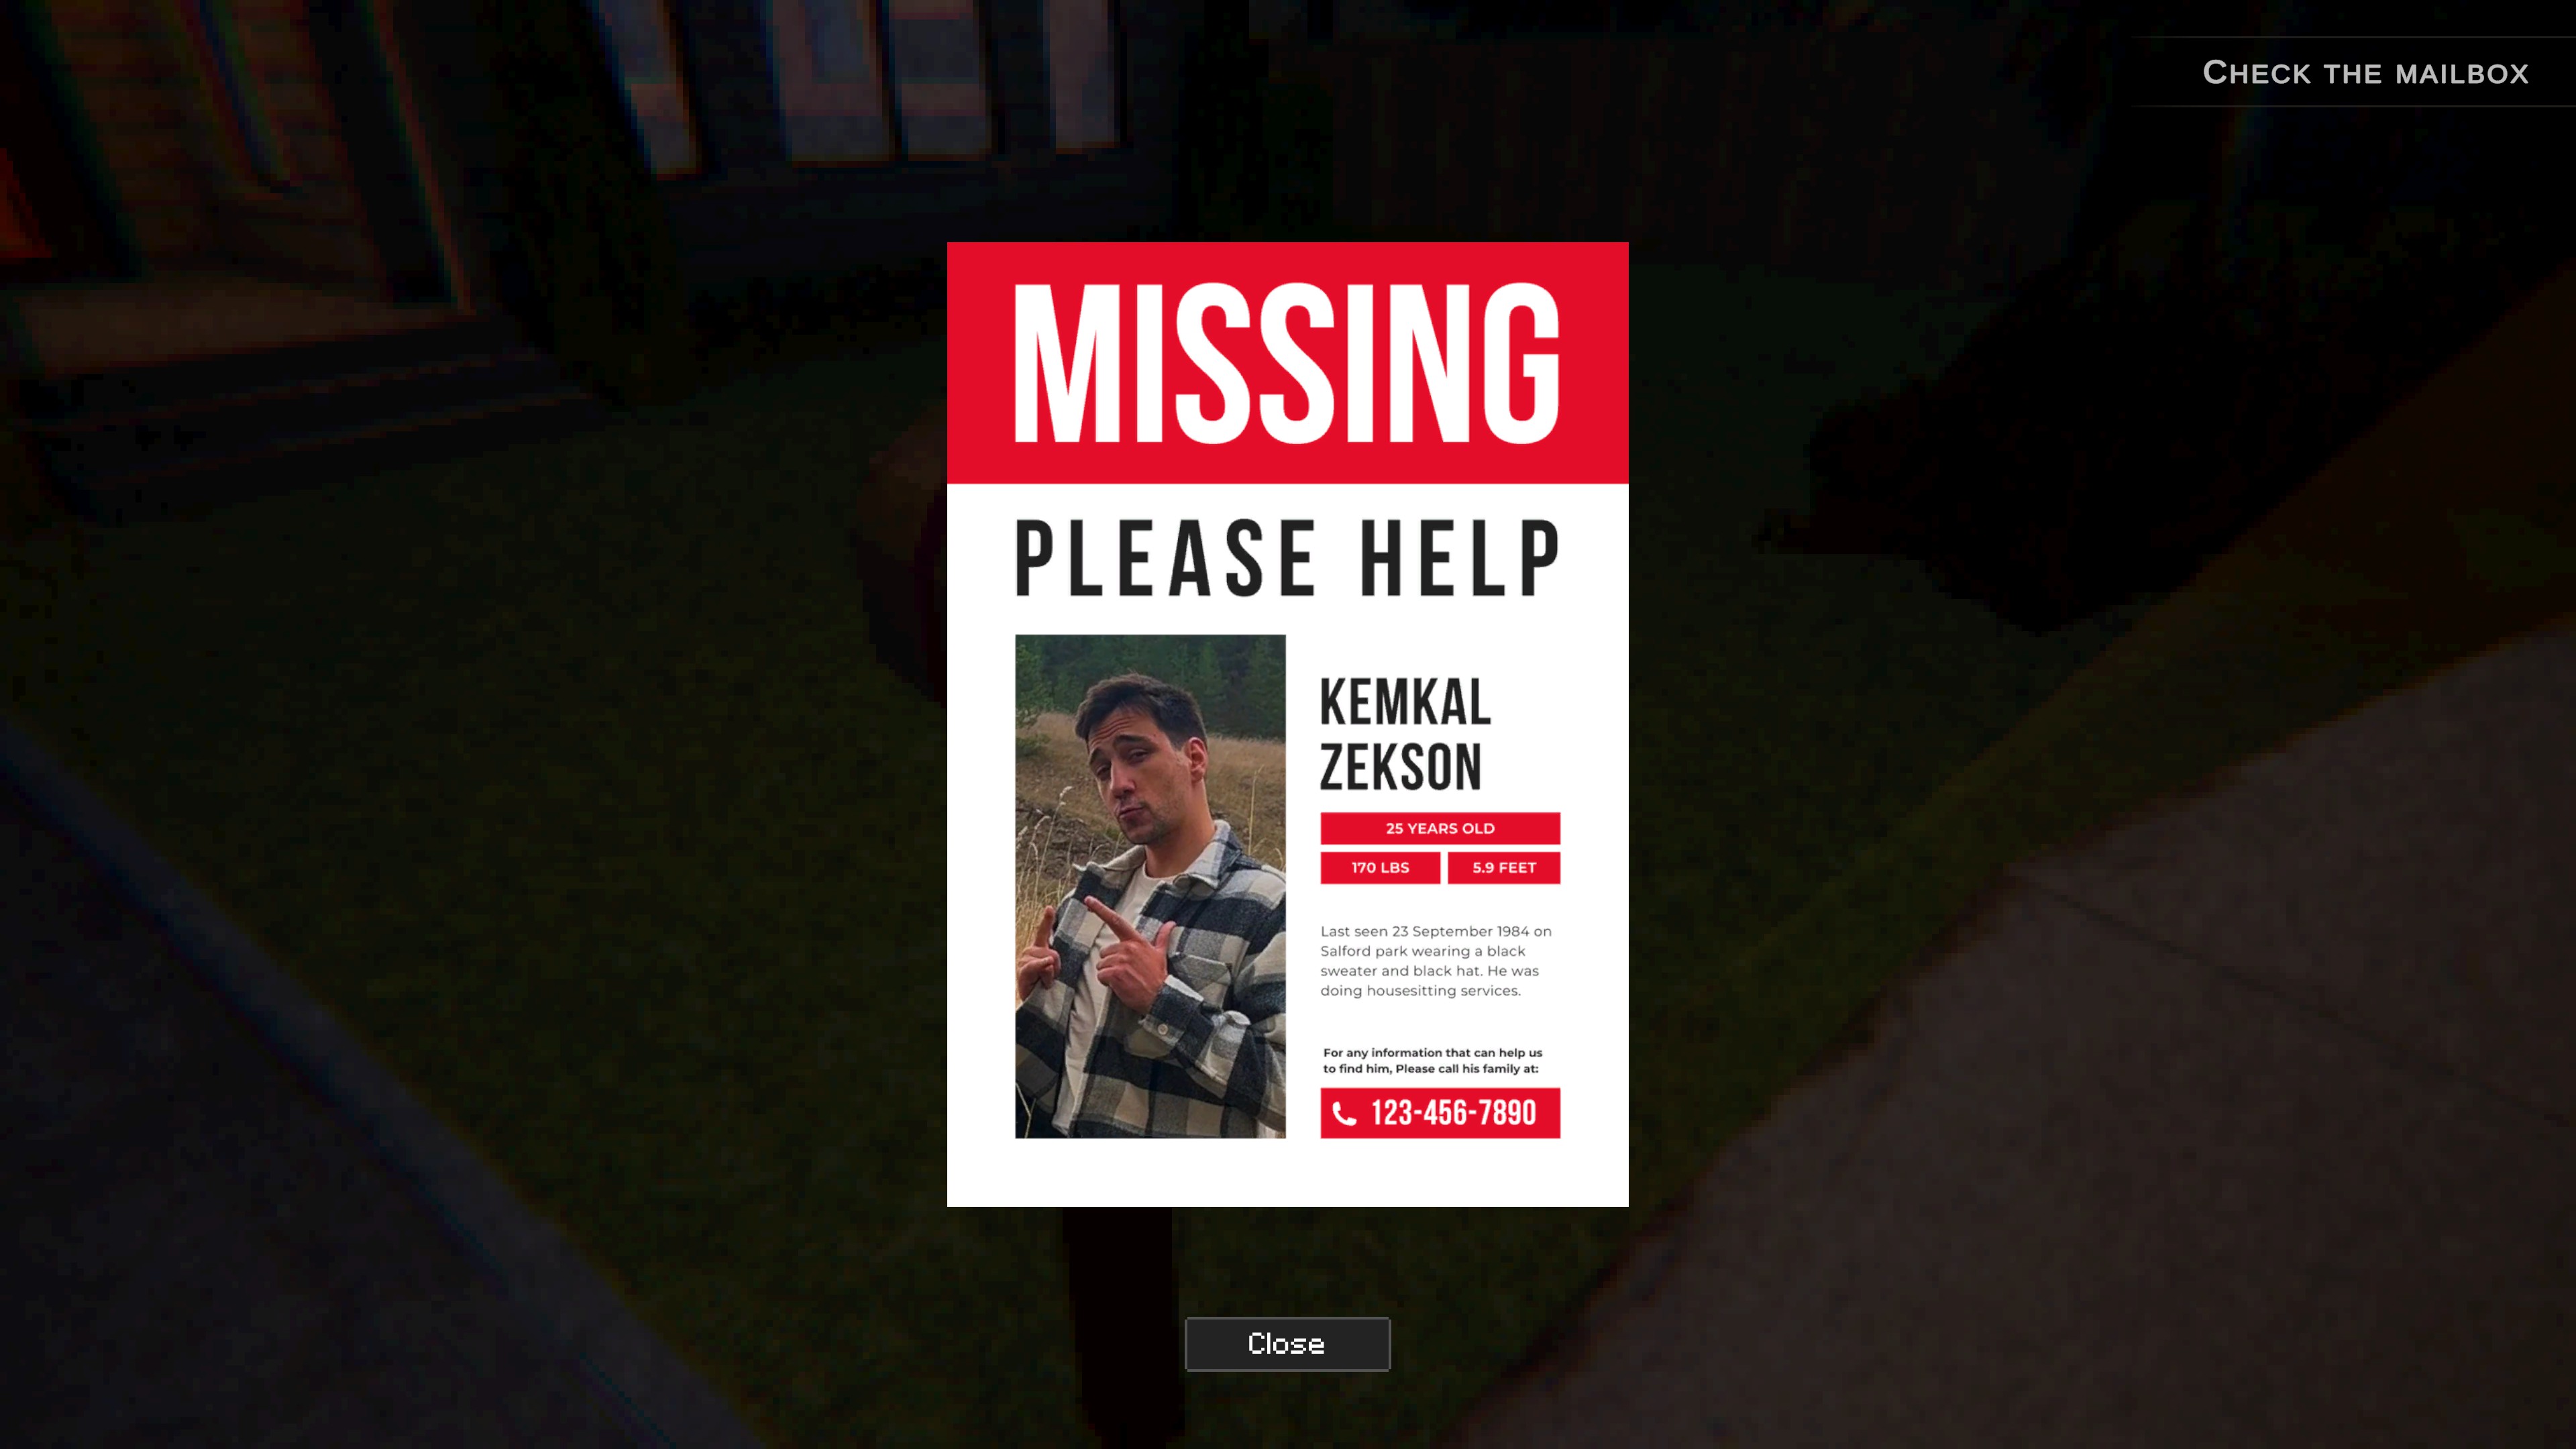 CHECK THE MAILBOX
MISSING
PLEASE HELP
KEMKAL
ZEKSON
25 YEARS OLD
170 LBS
5.9 FEET
Last seen 23 September 1984 on
Salford park wearing a black
sweater and black hat. He was
doing housesitting services.
For any information that can help us
to find him, Please call his family at:
123-456-7890
Close